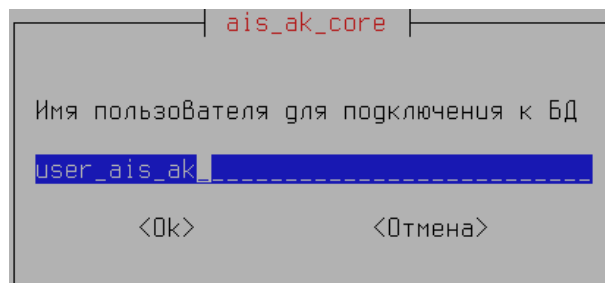 ais_ak_core
Имя пользователя для подключения к БД
user_ais_ak
<Ok> <Отмена>